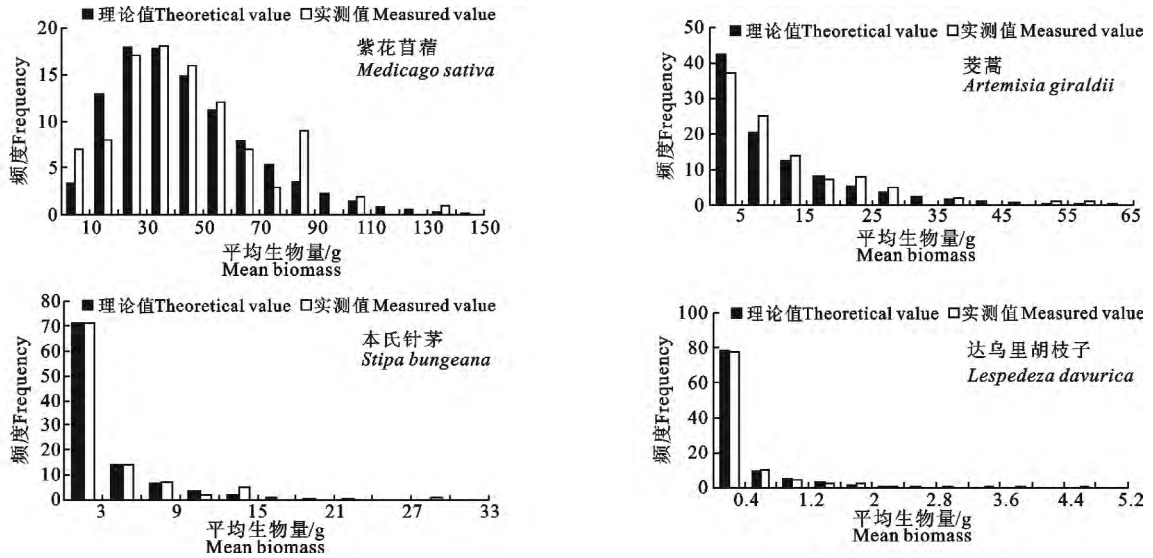 ■理论值Theoretical value □实测值Measured value
紫花苜蓿
Medicago sativa
频度Frequency
20
15
10
5
0
10 30 50 70 90 110 130 150
平均生物量/g
Mean biomass
■理论值Theoretical value □实测值Measured value
茭蒿
Artemisia giraldii
频度Frequency
50
40
30
20
10
0
5 15 25 35 45 55 65
平均生物量/g
Mean biomass
■理论值Theoretical value □实测值Measured value
本氏针茅
Stipa bungeana
频度Frequency
80
70
60
50
40
30
20
10
0
3 9 15 21 27 33
平均生物量/g
Mean biomass
■理论值Theoretical value □实测值Measured value
达乌里胡枝子
Lespedeza davurica
频度Frequency
100
80
60
40
20
0
0.4 1.2 2 2.8 3.6 4.4 5.2
平均生物量/g
Mean biomass